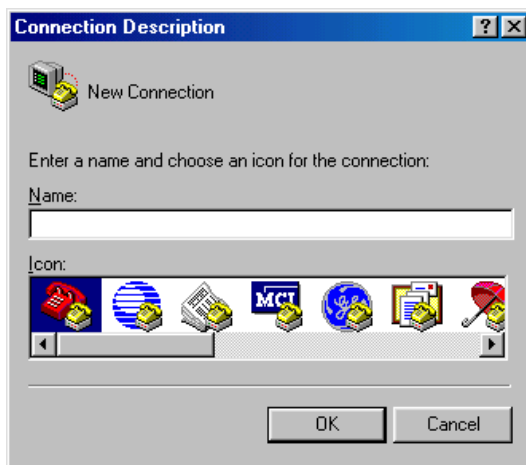 Connection Description
New Connection
Enter a name and choose an icon for the connection:
Name:
Icon:
MCI
OK Cancel